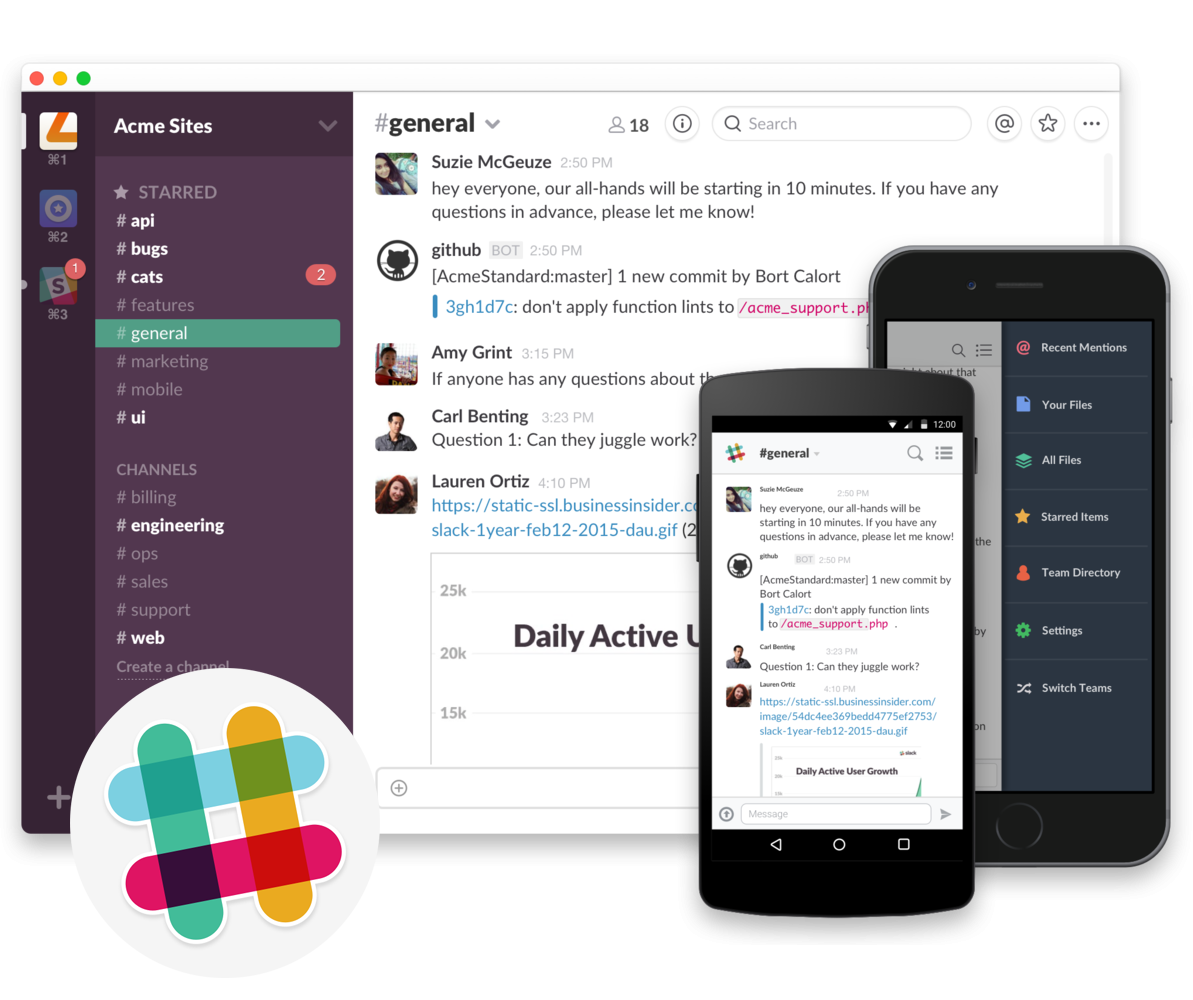 Acme Sites
⌘1
⌘2
1
S
⌘3
STARRED
# api
# bugs
# cats 2
# features
# general
# marketing
# mobile
# ui
CHANNELS
# billing
# engineering
# ops
# sales
# support
# web
Create a channel
#general
18
Search
@
Suzie McGeuze 2:50 PM
hey everyone, our all-hands will be starting in 10 minutes. If you have any
questions in advance, please let me know!
github BOT 2:50 PM
[AcmeStandard:master] 1 new commit by Bort Calort
3gh1d7c: don't apply function lints to /acme_support.ph
Amy Grint 3:15 PM
If anyone has any questions about th
Carl Benting 3:23 PM
Question 1: Can they juggle work?
Lauren Ortiz 4:10 PM
https://static-ssl.businessinsider.co
slack-1year-feb12-2015-dau.gif (2
25k
Daily Active U
20k
15k
12:00
#general
Suzie McGeuze 2:50 PM
hey everyone, our all-hands will be
starting in 10 minutes. If you have any
questions in advance, please let me know!
github BOT 2:50 PM
[AcmeStandard:master] 1 new commit by
Bort Calort
3gh1d7c: don't apply function lints
to /acme_support.php .
Carl Benting 3:23 PM
Question 1: Can they juggle work?
Lauren Ortiz 4:10 PM
https://static-ssl.businessinsider.com/
image/54dc4ee369bedd4775ef2753/
slack-1year-feb12-2015-dau.gif
slack
25k
Daily Active User Growth
20k
15k
Message
about that
the
by
on
@ Recent Mentions
Your Files
All Files
Starred Items
Team Directory
Settings
Switch Teams